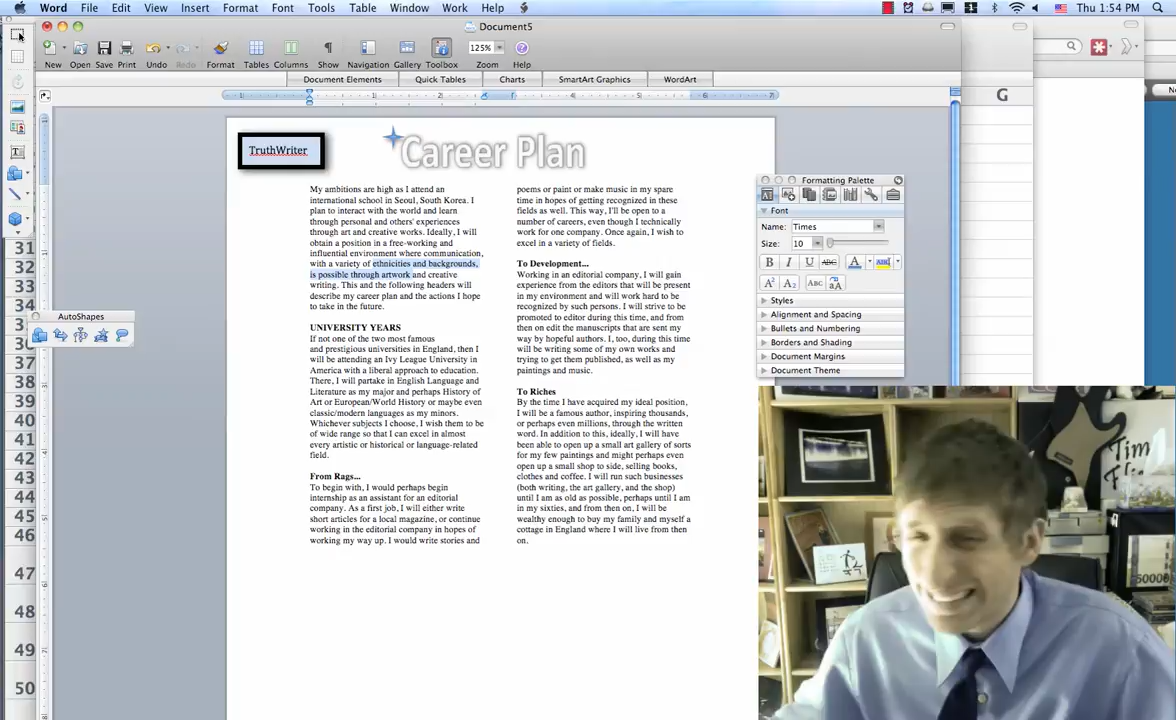 Word File Edit View Insert Format Font Tools Table Window Work Help
Thu 1:54 PM
Document5
125%
New Open Save Print Undo Redo Format Tables Columns Show Navigation Gallery Toolbox Zoom Help
Document Elements Quick Tables Charts SmartArt Graphics WordArt
G
TruthWriter
Career Plan
My ambitions are high as I attend an
international school in Seoul, South Korea. I
plan to interact with the world and learn
through personal and others' experiences
through art and creative works. Ideally, I will
obtain a position in a free-working and
influential environment where communication,
with a variety of ethnicities and backgrounds,
is possible through artwork and creative
writing. This and the following headers will
describe my career plan and the actions I hope
to take in the future.
UNIVERSITY YEARS
If not one of the two most famous
and prestigious universities in England, then I
will be attending an Ivy League University in
America with a liberal approach to education.
There, I will partake in English Language and
Literature as my major and perhaps History of
Art or European/World History or maybe even
classic/modern languages as my minors.
Whichever subjects I choose, I wish them to be
of wide range so that I can excel in almost
every artistic or historical or language-related
field.
From Rags...
To begin with, I would perhaps begin
internship as an assistant for an editorial
company. As a first job, I will either write
short articles for a local magazine, or continue
working in the editorial company in hopes of
working my way up. I would write stories and
poems or paint or make music in my spare
time in hopes of getting recognized in these
fields as well. This way, I'll be open to a
number of careers, even though I technically
work for one company. Once again, I wish to
excel in a variety of fields.
To Development...
Working in an editorial company, I will gain
experience from the editors that will be present
in my environment and will work hard to be
recognized by such persons. I will strive to be
promoted to editor during this time, and from
then on edit the manuscripts that are sent my
way by hopeful authors. I, too, during this time
will be writing some of my own works and
trying to get them published, as well as my
paintings and music.
To Riches
By the time I have acquired my ideal position,
I will be a famous author, inspiring thousands,
or perhaps even millions, through the written
word. In addition to this, ideally, I will have
been able to open up a small art gallery of sorts
for my few paintings and might perhaps even
open up a small shop to side, selling books,
clothes and coffee. I will run such businesses
(both writing, the art gallery, and the shop)
until I am as old as possible, perhaps until I am
in my sixties, and from then on, I will be
wealthy enough to buy my family and myself a
cottage in England where I will live from then
on.
Formatting Palette
Font
Name: Times
Size: 10
B I U ABC A ABC
A² A₂ ABC aA
Styles
Alignment and Spacing
Bullets and Numbering
Borders and Shading
Document Margins
Document Theme
AutoShapes
31
32
33
34
36
37
38
39
40
41
42
43
44
45
46
47
48
49
50
Tim
50000